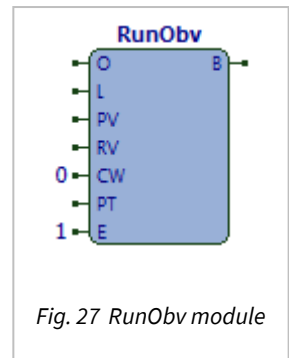 RunObv
O B
L
PV
RV
0 CW
PT
1 E
Fig. 27 RunObv module